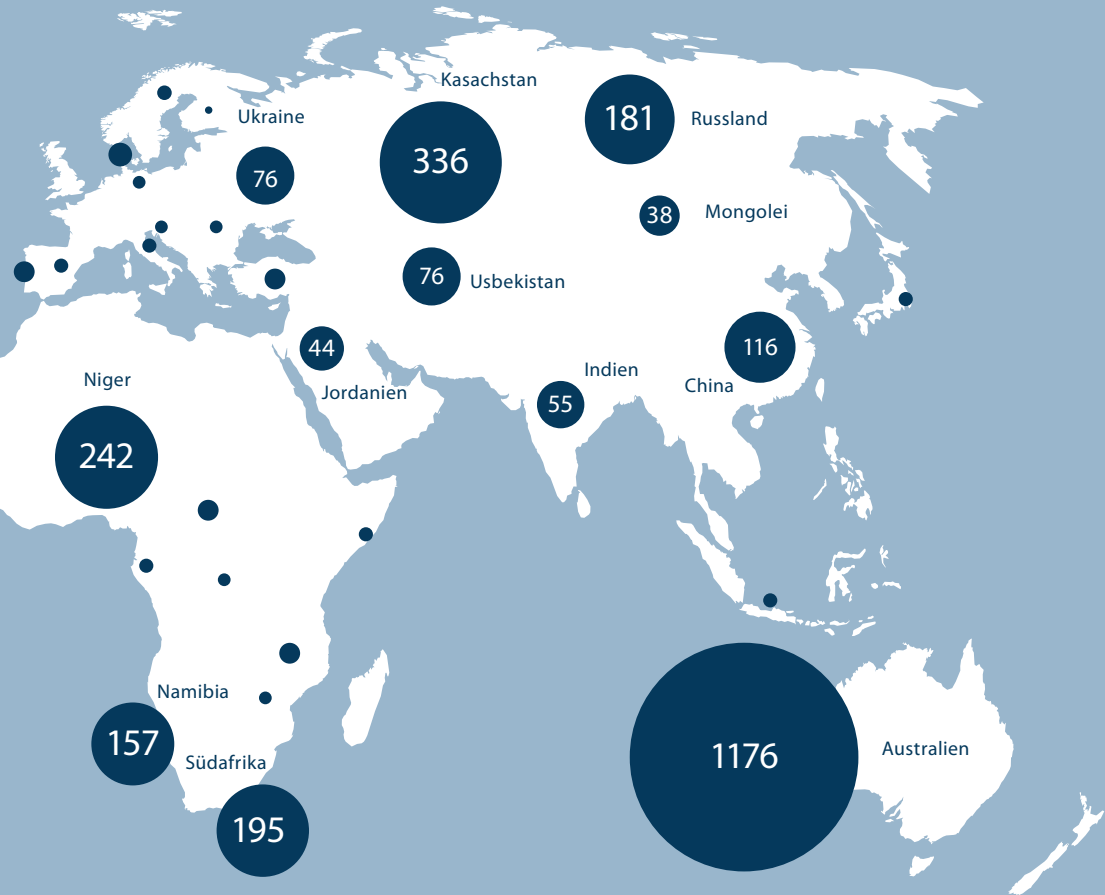 Kasachstan
336
181
Russland
Ukraine
76
38
Mongolei
76
Usbekistan
44
Jordanien
116
China
Indien
55
Niger
242
Namibia
157
Südafrika
195
1176
Australien